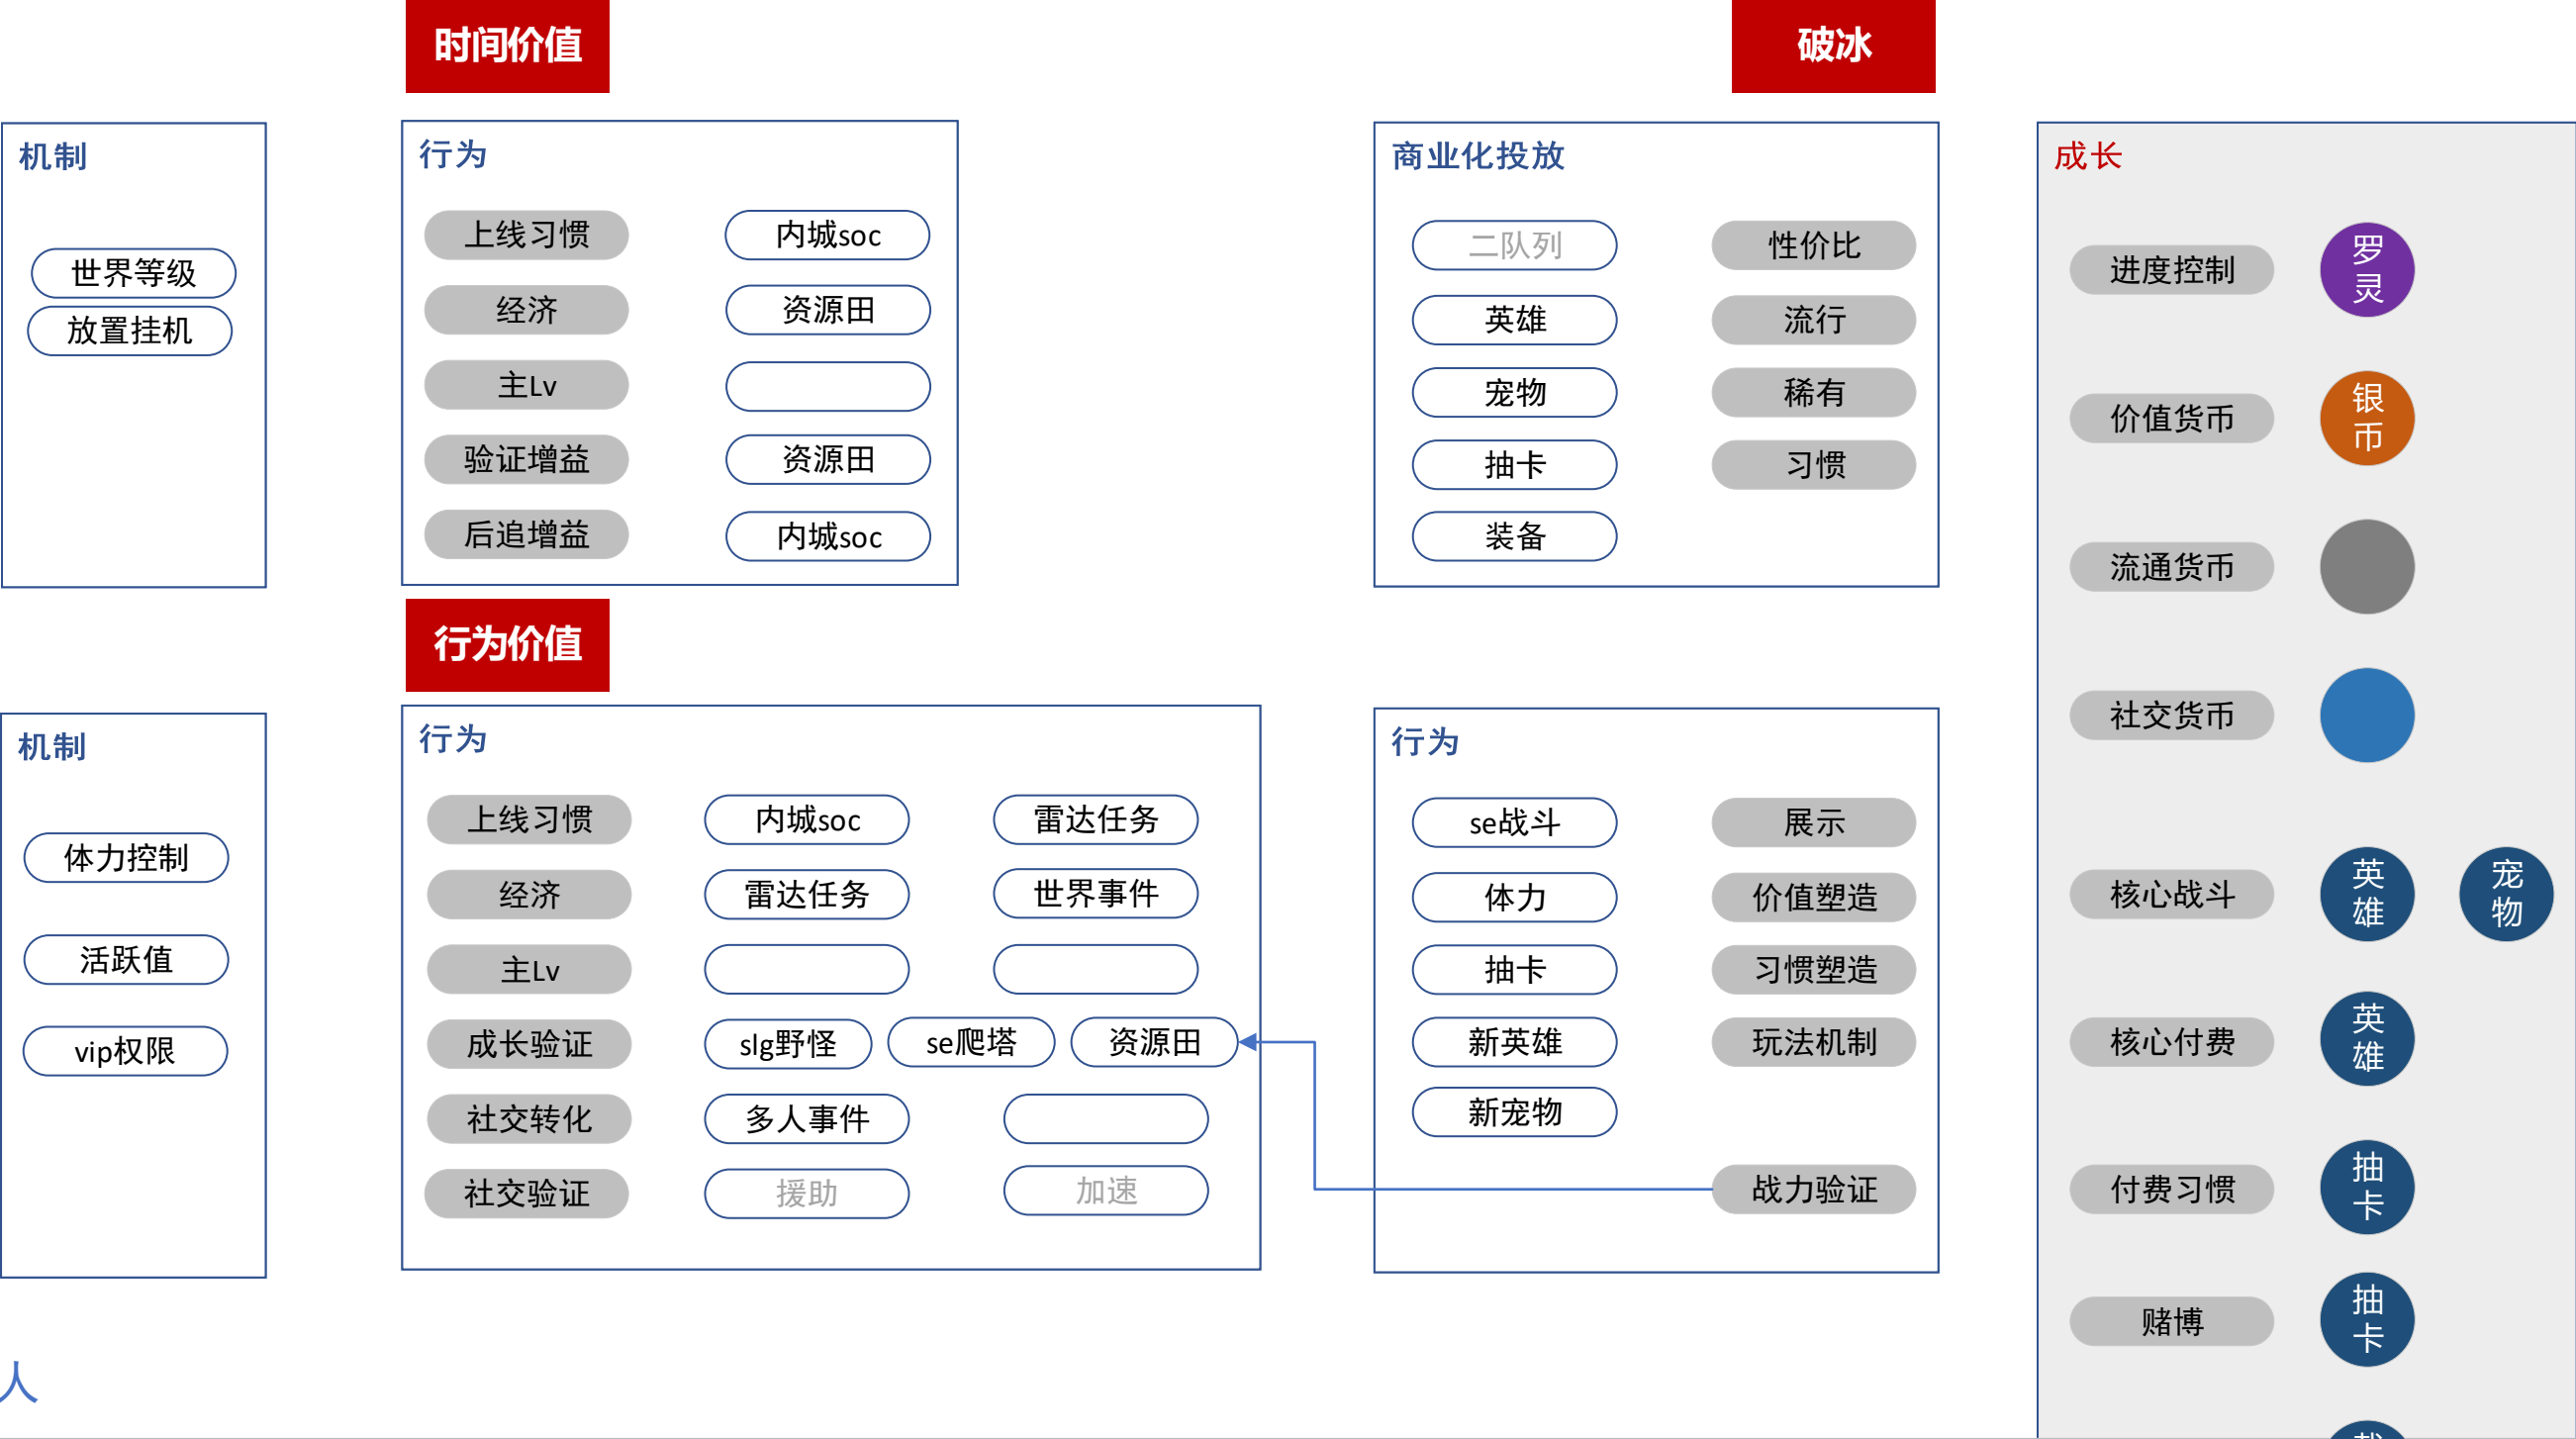 时间价值
破冰
机制
世界等级
放置挂机
行为
上线习惯
内城soc
经济
资源田
主Lv
验证增益
资源田
后追增益
内城soc
商业化投放
二队列
性价比
英雄
流行
宠物
稀有
抽卡
习惯
装备
行为价值
机制
体力控制
活跃值
vip权限
行为
上线习惯
内城soc
雷达任务
经济
雷达任务
世界事件
主Lv
成长验证
slg野怪
se爬塔
资源田
社交转化
多人事件
社交验证
援助
加速
行为
se战斗
展示
体力
价值塑造
抽卡
习惯塑造
新英雄
玩法机制
新宠物
战力验证
成长
进度控制
罗
灵
价值货币
银
币
流通货币
社交货币
核心战斗
英
雄
宠
物
核心付费
英
雄
付费习惯
抽
卡
赌博
抽
卡
人